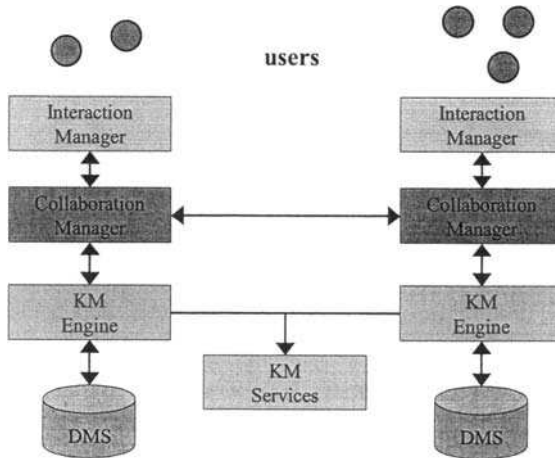 users
Interaction
Manager
Interaction
Manager
Collaboration
Manager
Collaboration
Manager
KM
Engine
KM
Engine
KM
Services
DMS
DMS